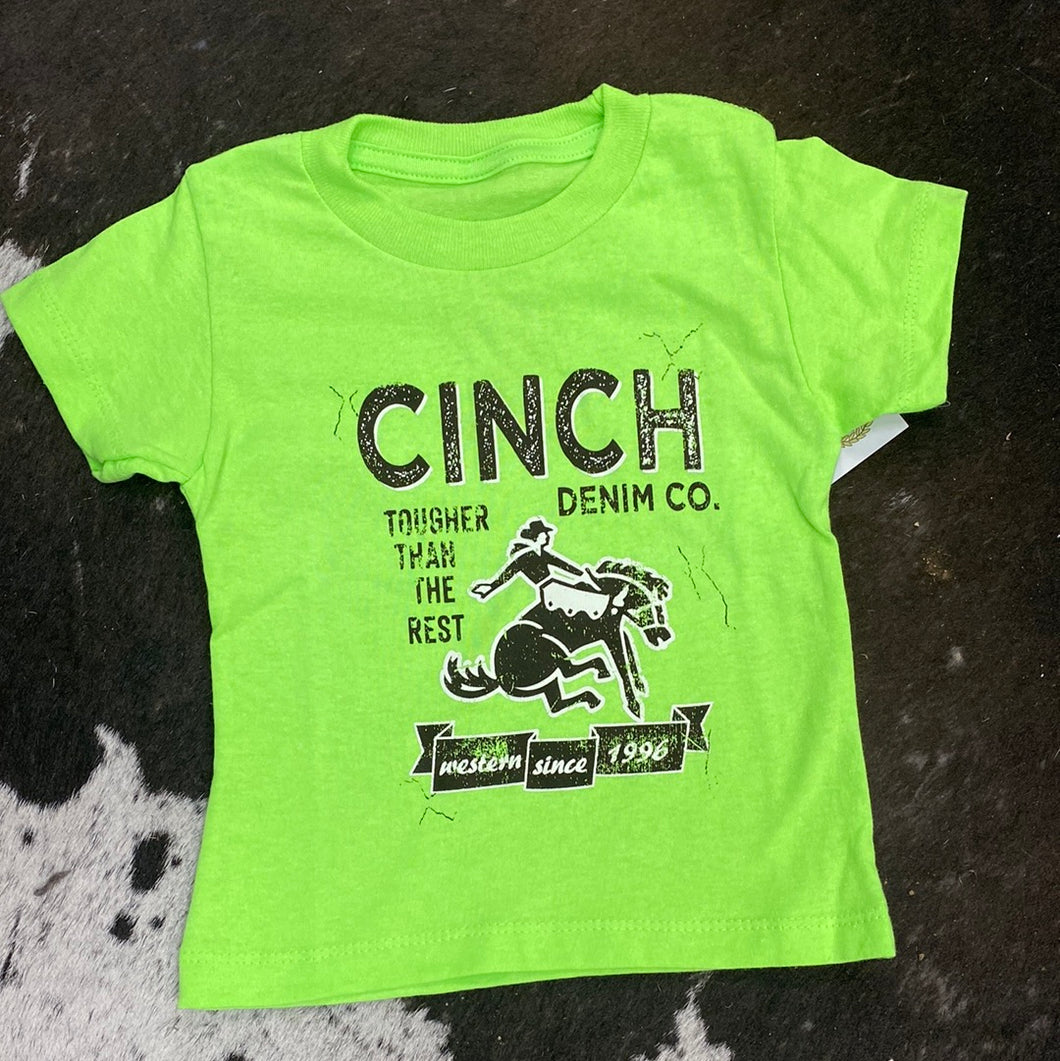 CINCH
DENIM CO.
TOUGHER
THAN
THE
REST
western since 1996